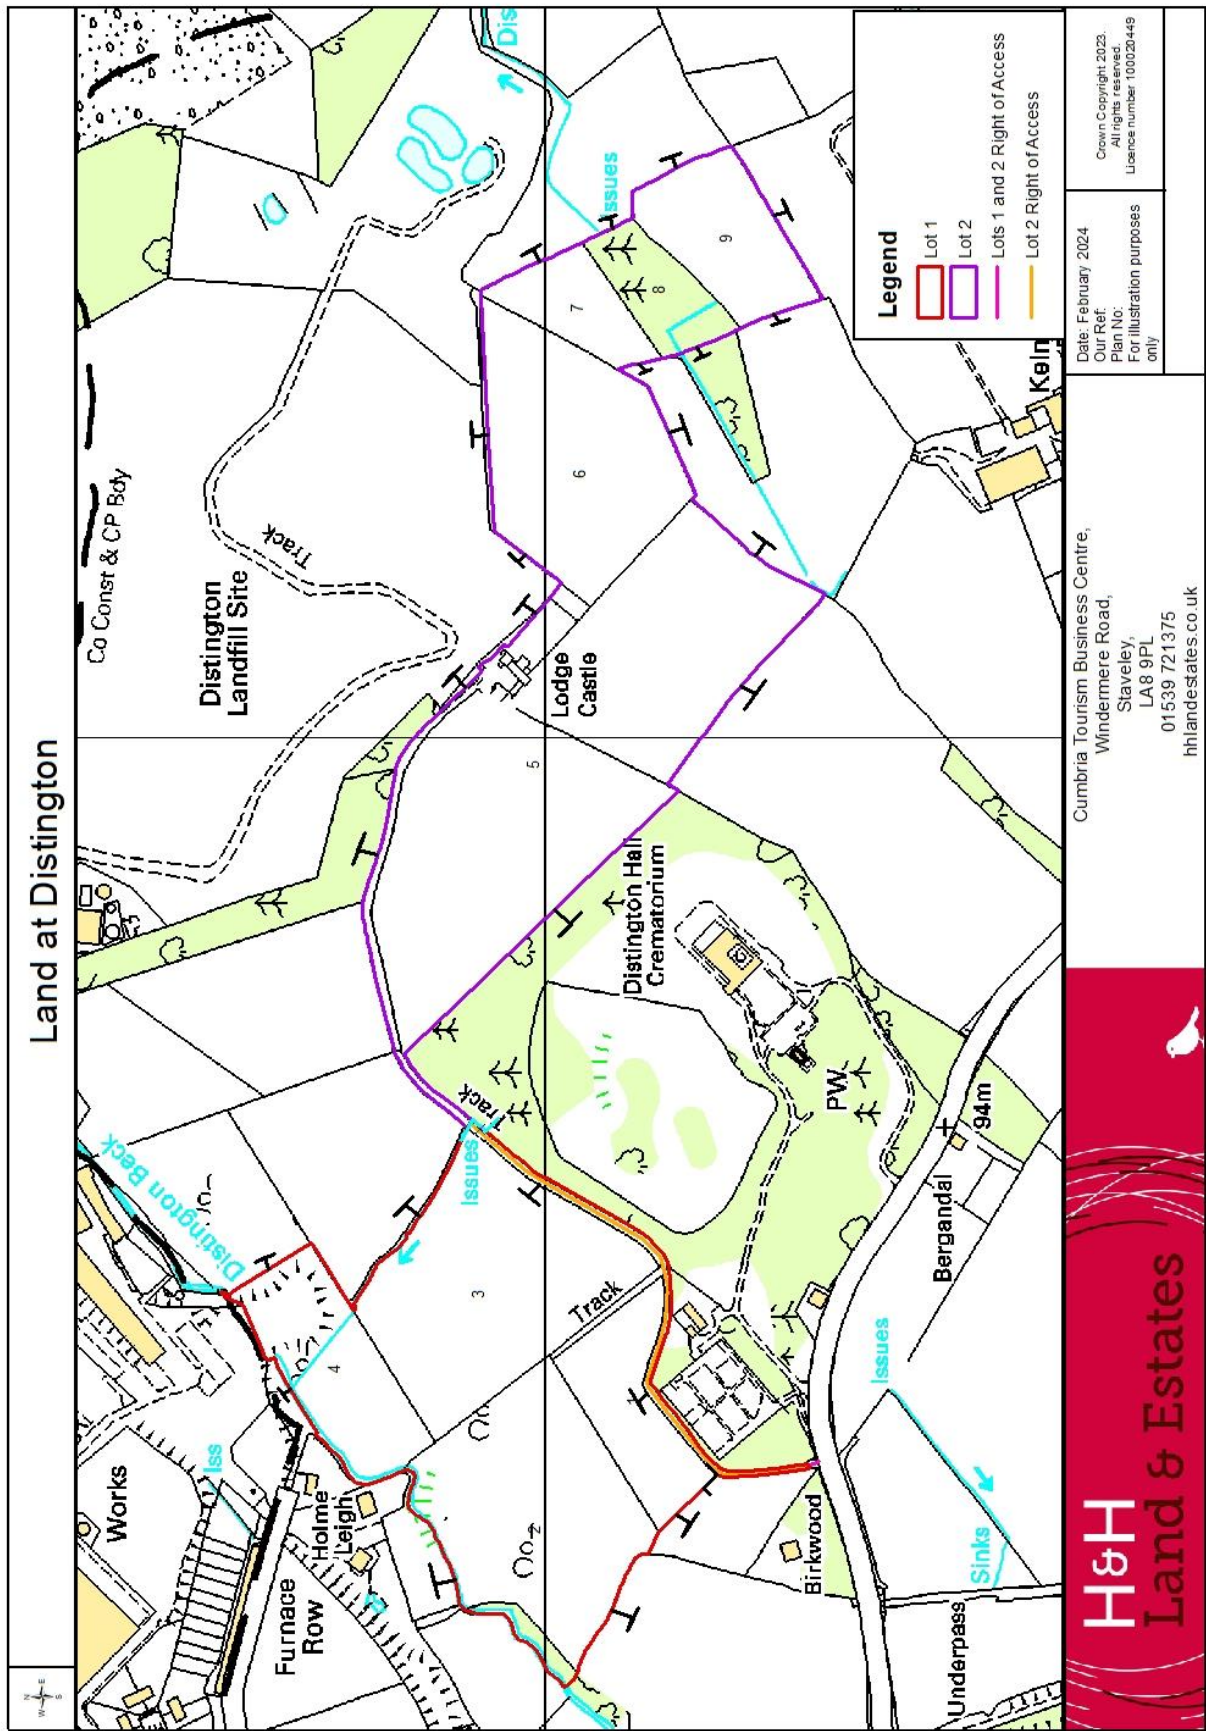 Land at Distington
N
W E
S
Co Const & CP Bdy
Works
Distington Beck
Iss
Furnace
Row
Holme
Leigh
Distington
Landfill Site
Track
Issues
Track
Lodge
Castle
Dis
Issues
2
3
4
5
6
7
8
9
Track
Distington Hall
Crematorium
PW
94m
Birkwood
Bergandal
Underpass
Issues
Sinks
Keln
Legend
Lot 1
Lot 2
Lots 1 and 2 Right of Access
Lot 2 Right of Access
H&H
Land & Estates
Cumbria Tourism Business Centre,
Windermere Road,
Staveley,
LA8 9PL
01539 721375
hhlandestates.co.uk
Date: February 2024
Our Ref:
Plan No:
For illustration purposes
only
Crown Copyright 2023.
All rights reserved.
Licence number 100020449